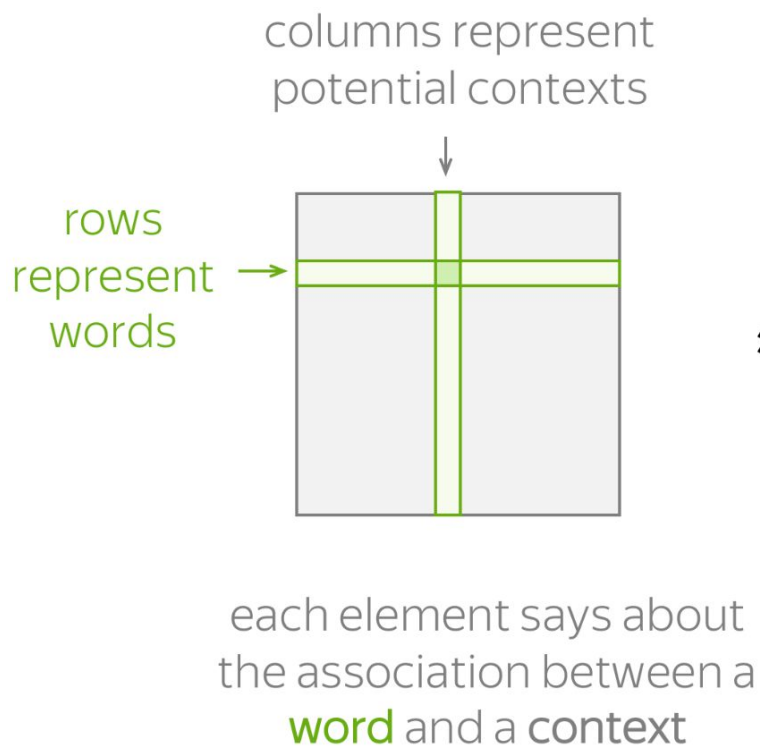 columns represent
potential contexts
rows
represent
words
each element says about
the association between a
word and a context